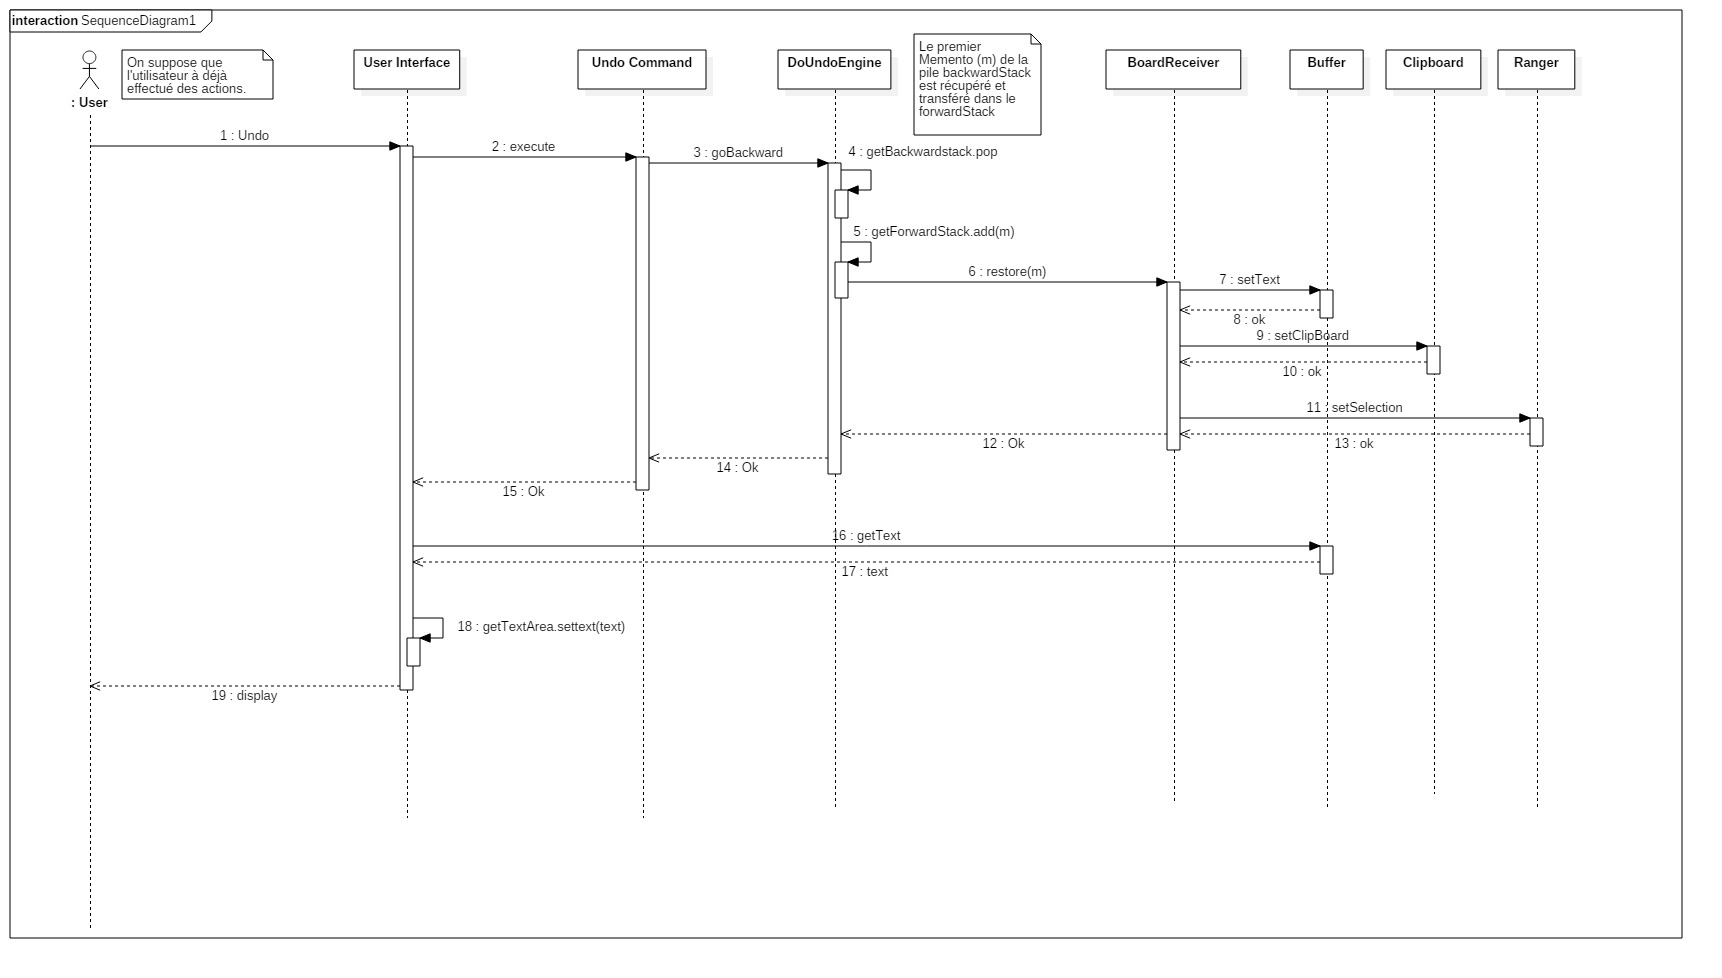 interaction SequenceDiagram1
: User
On suppose que
l'utilisateur à déjà
effectué des actions.
User Interface
Undo Command
DoUndoEngine
Le premier
Memento (m) de la
pile backwardStack
est récupéré et
transféré dans le
forwardStack
BoardReceiver
Buffer
Clipboard
Ranger
1 : Undo
2 : execute
3 : goBackward
4 : getBackwardstack.pop
5 : getForwardStack.add(m)
6 : restore(m)
7 : setText
8 : ok
9 : setClipBoard
10 : ok
11 : setSelection
12 : Ok
13 : ok
14 : Ok
15 : Ok
16 : getText
17 : text
18 : getTextArea.settext(text)
19 : display